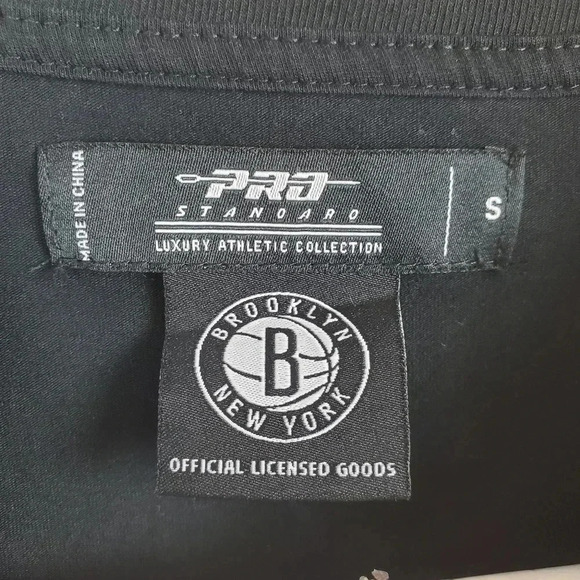 MADE IN CHINA
PRO
STANDARD
LUXURY ATHLETIC COLLECTION
S
BROOKLYN
B
NEW YORK
OFFICIAL LICENSED GOODS